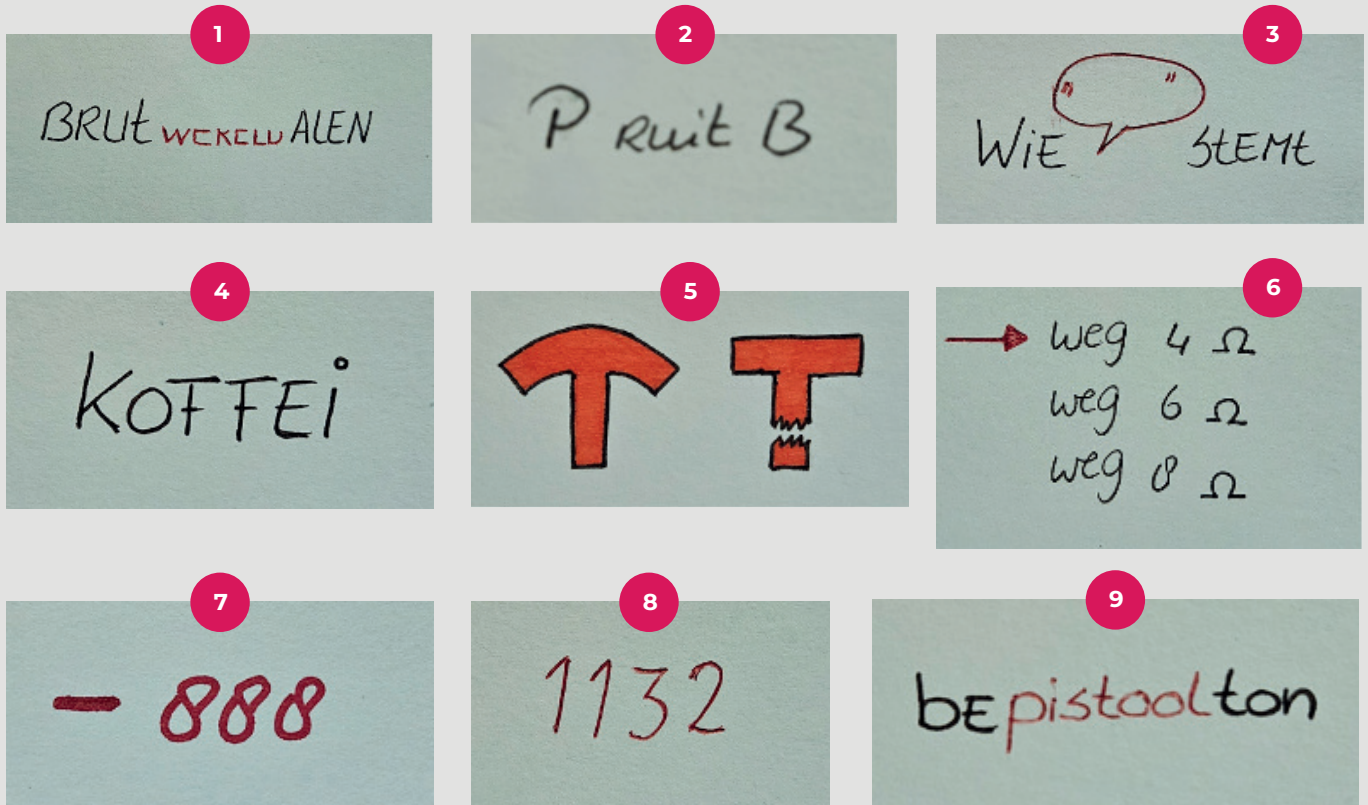 1
BRUt WERELD ALEN
2
P Ruit B
3
WiE „ ” StEMt
4
KOFFEi
5
T T
6
→ weg 4 Ω
weg 6 Ω
weg 8 Ω
7
- 888
8
1132
9
bEpistoolton